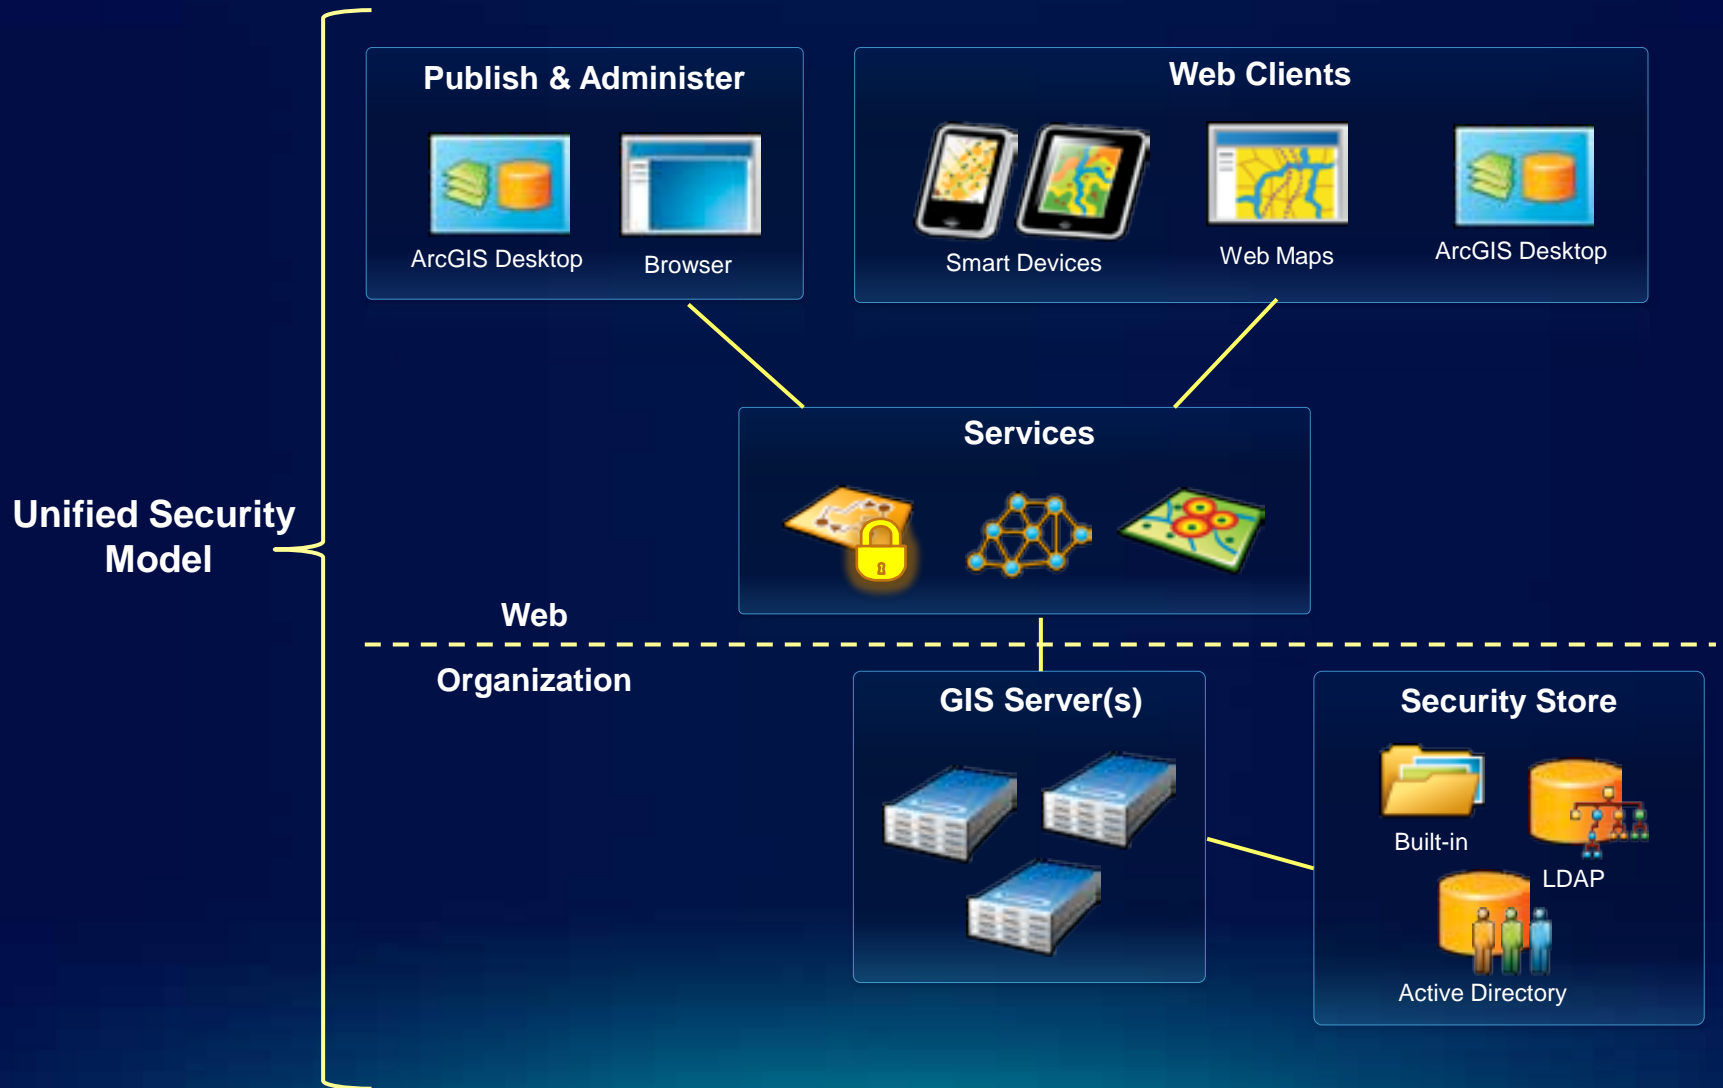 Publish & Administer
ArcGIS Desktop
Browser
Web Clients
Smart Devices
Web Maps
ArcGIS Desktop
Services
Unified Security
Model
Web
Organization
GIS Server(s)
Security Store
Built-in
LDAP
Active Directory